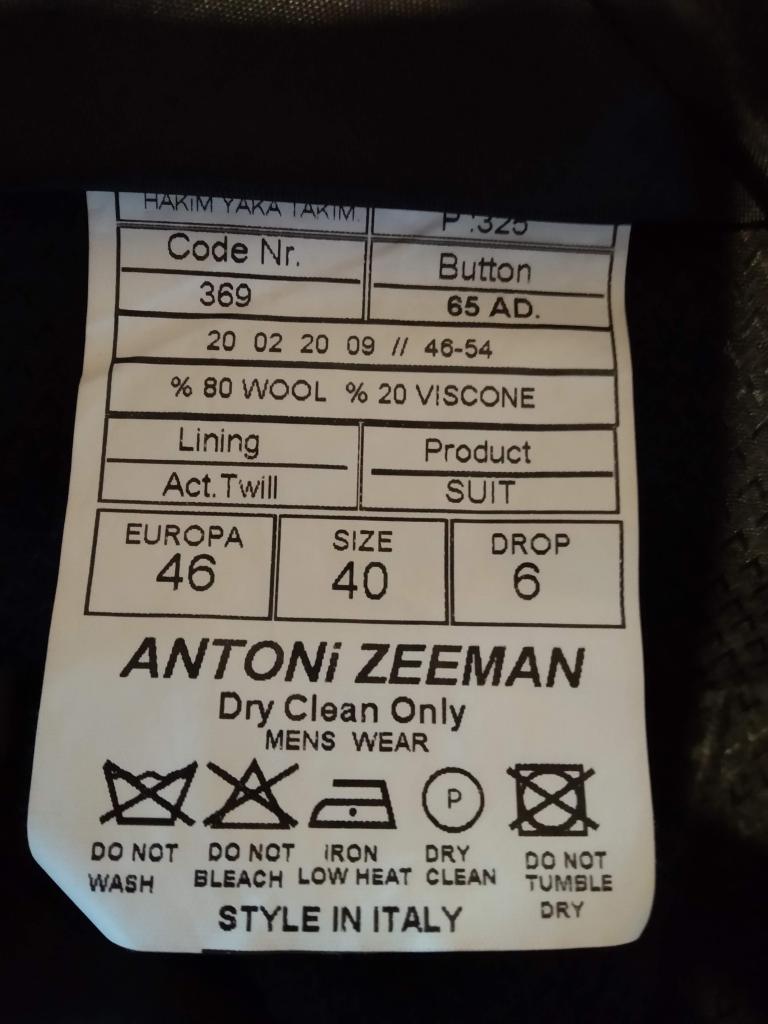 HAKIM YAKA TAKIM.
P :325
Code Nr.
369
Button
65 AD.
20 02 20 09 // 46-54
% 80 WOOL % 20 VISCONE
Lining
Act.Twill
Product
SUIT
EUROPA
46
SIZE
40
DROP
6
ANTONi ZEEMAN
Dry Clean Only
MENS WEAR
DO NOT
WASH
DO NOT
BLEACH
IRON
LOW HEAT
P
DRY
CLEAN
DO NOT
TUMBLE
DRY
STYLE IN ITALY